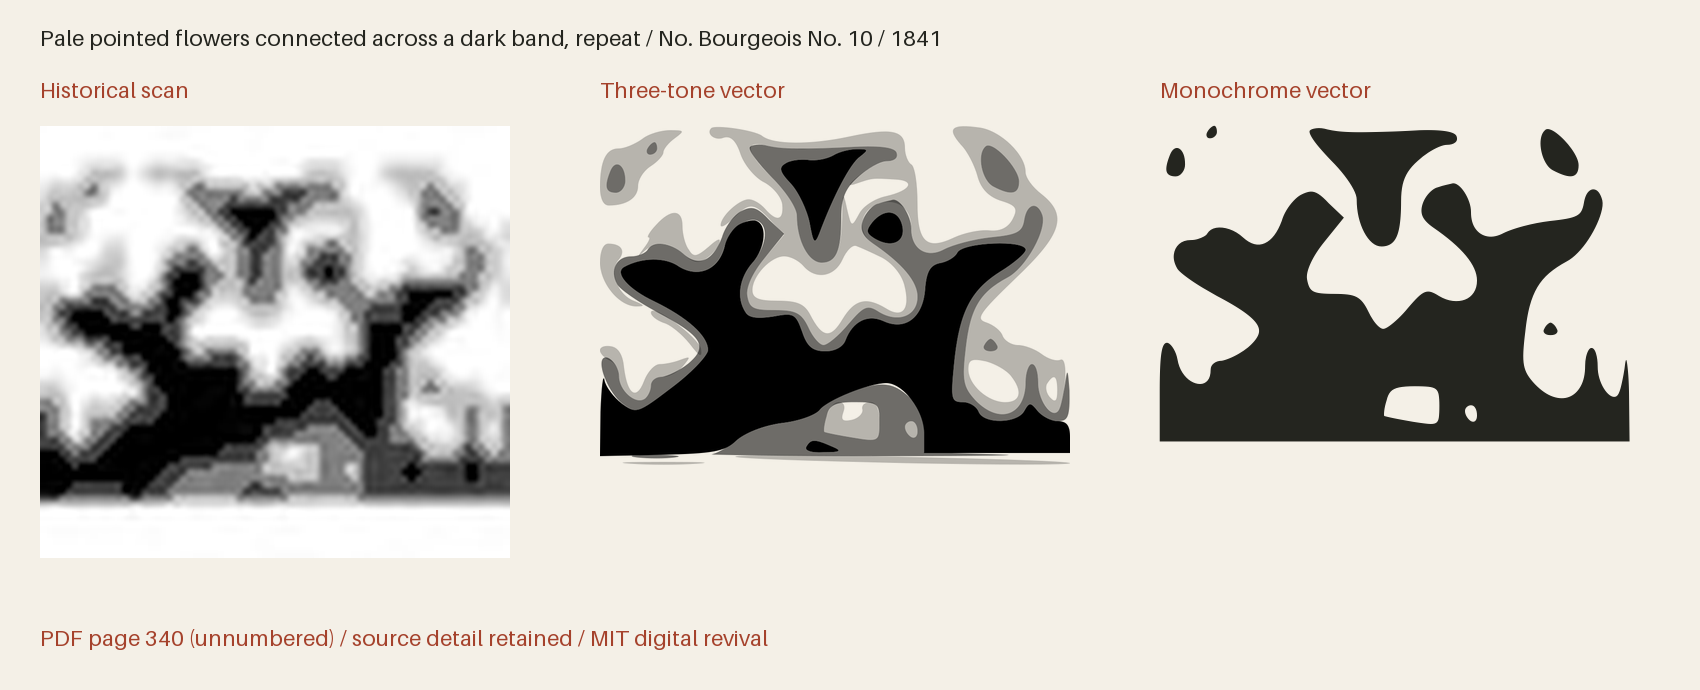 Pale pointed flowers connected across a dark band, repeat / No. Bourgeois No. 10 / 1841
Historical scan
Three-tone vector
Monochrome vector
PDF page 340 (unnumbered) / source detail retained / MIT digital revival